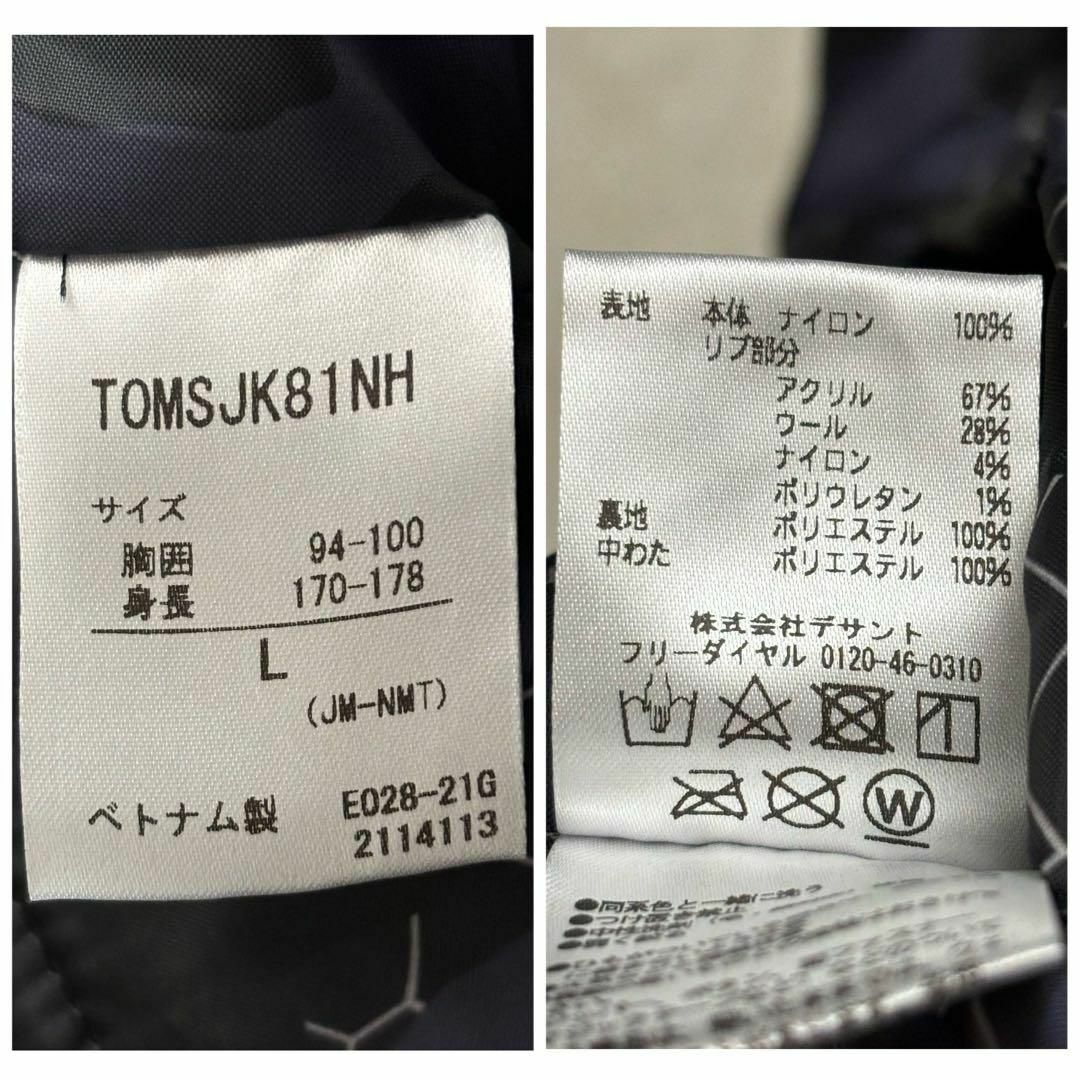 TOMSJK81NH
サイズ
胸囲 94-100
身長 170-178
L
(JM-NMT)
ベトナム製 E028-21G
2114113
表地 本体 ナイロン 100%
リブ部分
アクリル 67%
ウール 28%
ナイロン 4%
ポリウレタン 1%
裏地 ポリエステル 100%
中わた ポリエステル 100%
株式会社デサント
フリーダイヤル 0120-46-0310
W
●同系色と一緒に洗う